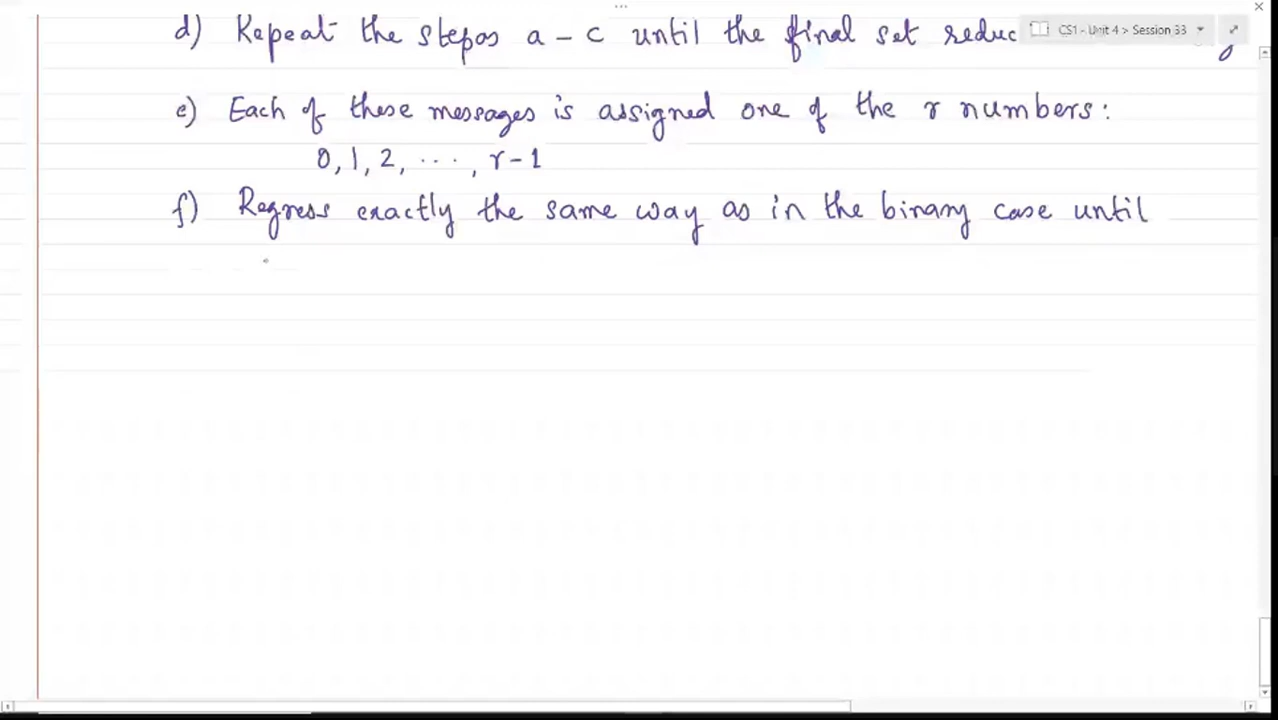 d) Repeat the stepos a - c until the final set reduc
CS1 - Unit 4 > Session 33
e) Each of these messages is assigned one of the r numbers:
0, 1, 2, ..., r - 1
f) Regress exactly the same way as in the binary case until